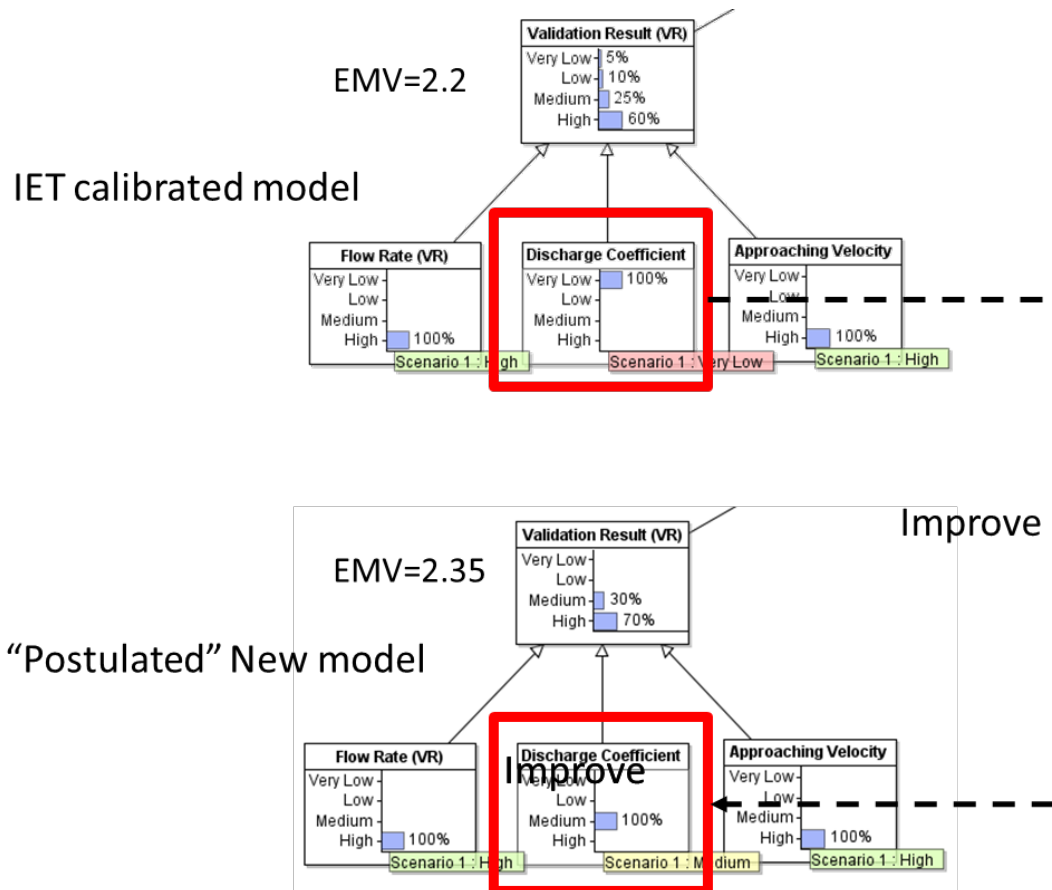 Validation Result (VR)
Very Low 5%
Low 10%
Medium 25%
High 60%
EMV=2.2
IET calibrated model
Flow Rate (VR)
Very Low
Low
Medium
High 100%
Scenario 1 : High
Discharge Coefficient
Very Low 100%
Low
Medium
High
Scenario 1 : Very Low
Approaching Velocity
Very Low
Low
Medium
High 100%
Scenario 1 : High
Improve
Validation Result (VR)
Very Low
Low
Medium 30%
High 70%
EMV=2.35
“Postulated” New model
Flow Rate (VR)
Very Low
Low
Medium
High 100%
Scenario 1 : High
Discharge Coefficient
Improve
Very Low
Low
Medium 100%
High
Scenario 1 : Medium
Approaching Velocity
Very Low
Low
Medium
High 100%
Scenario 1 : High